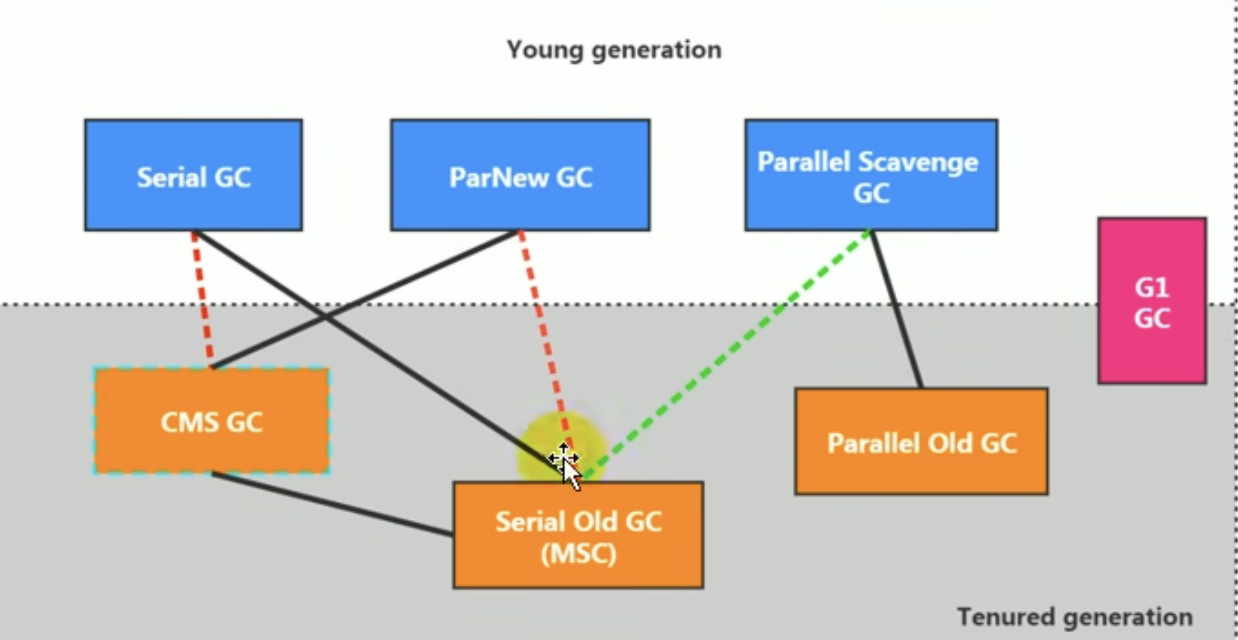 Young generation
Serial GC
ParNew GC
Parallel Scavenge
GC
G1
GC
CMS GC
Parallel Old GC
Serial Old GC
(MSC)
Tenured generation